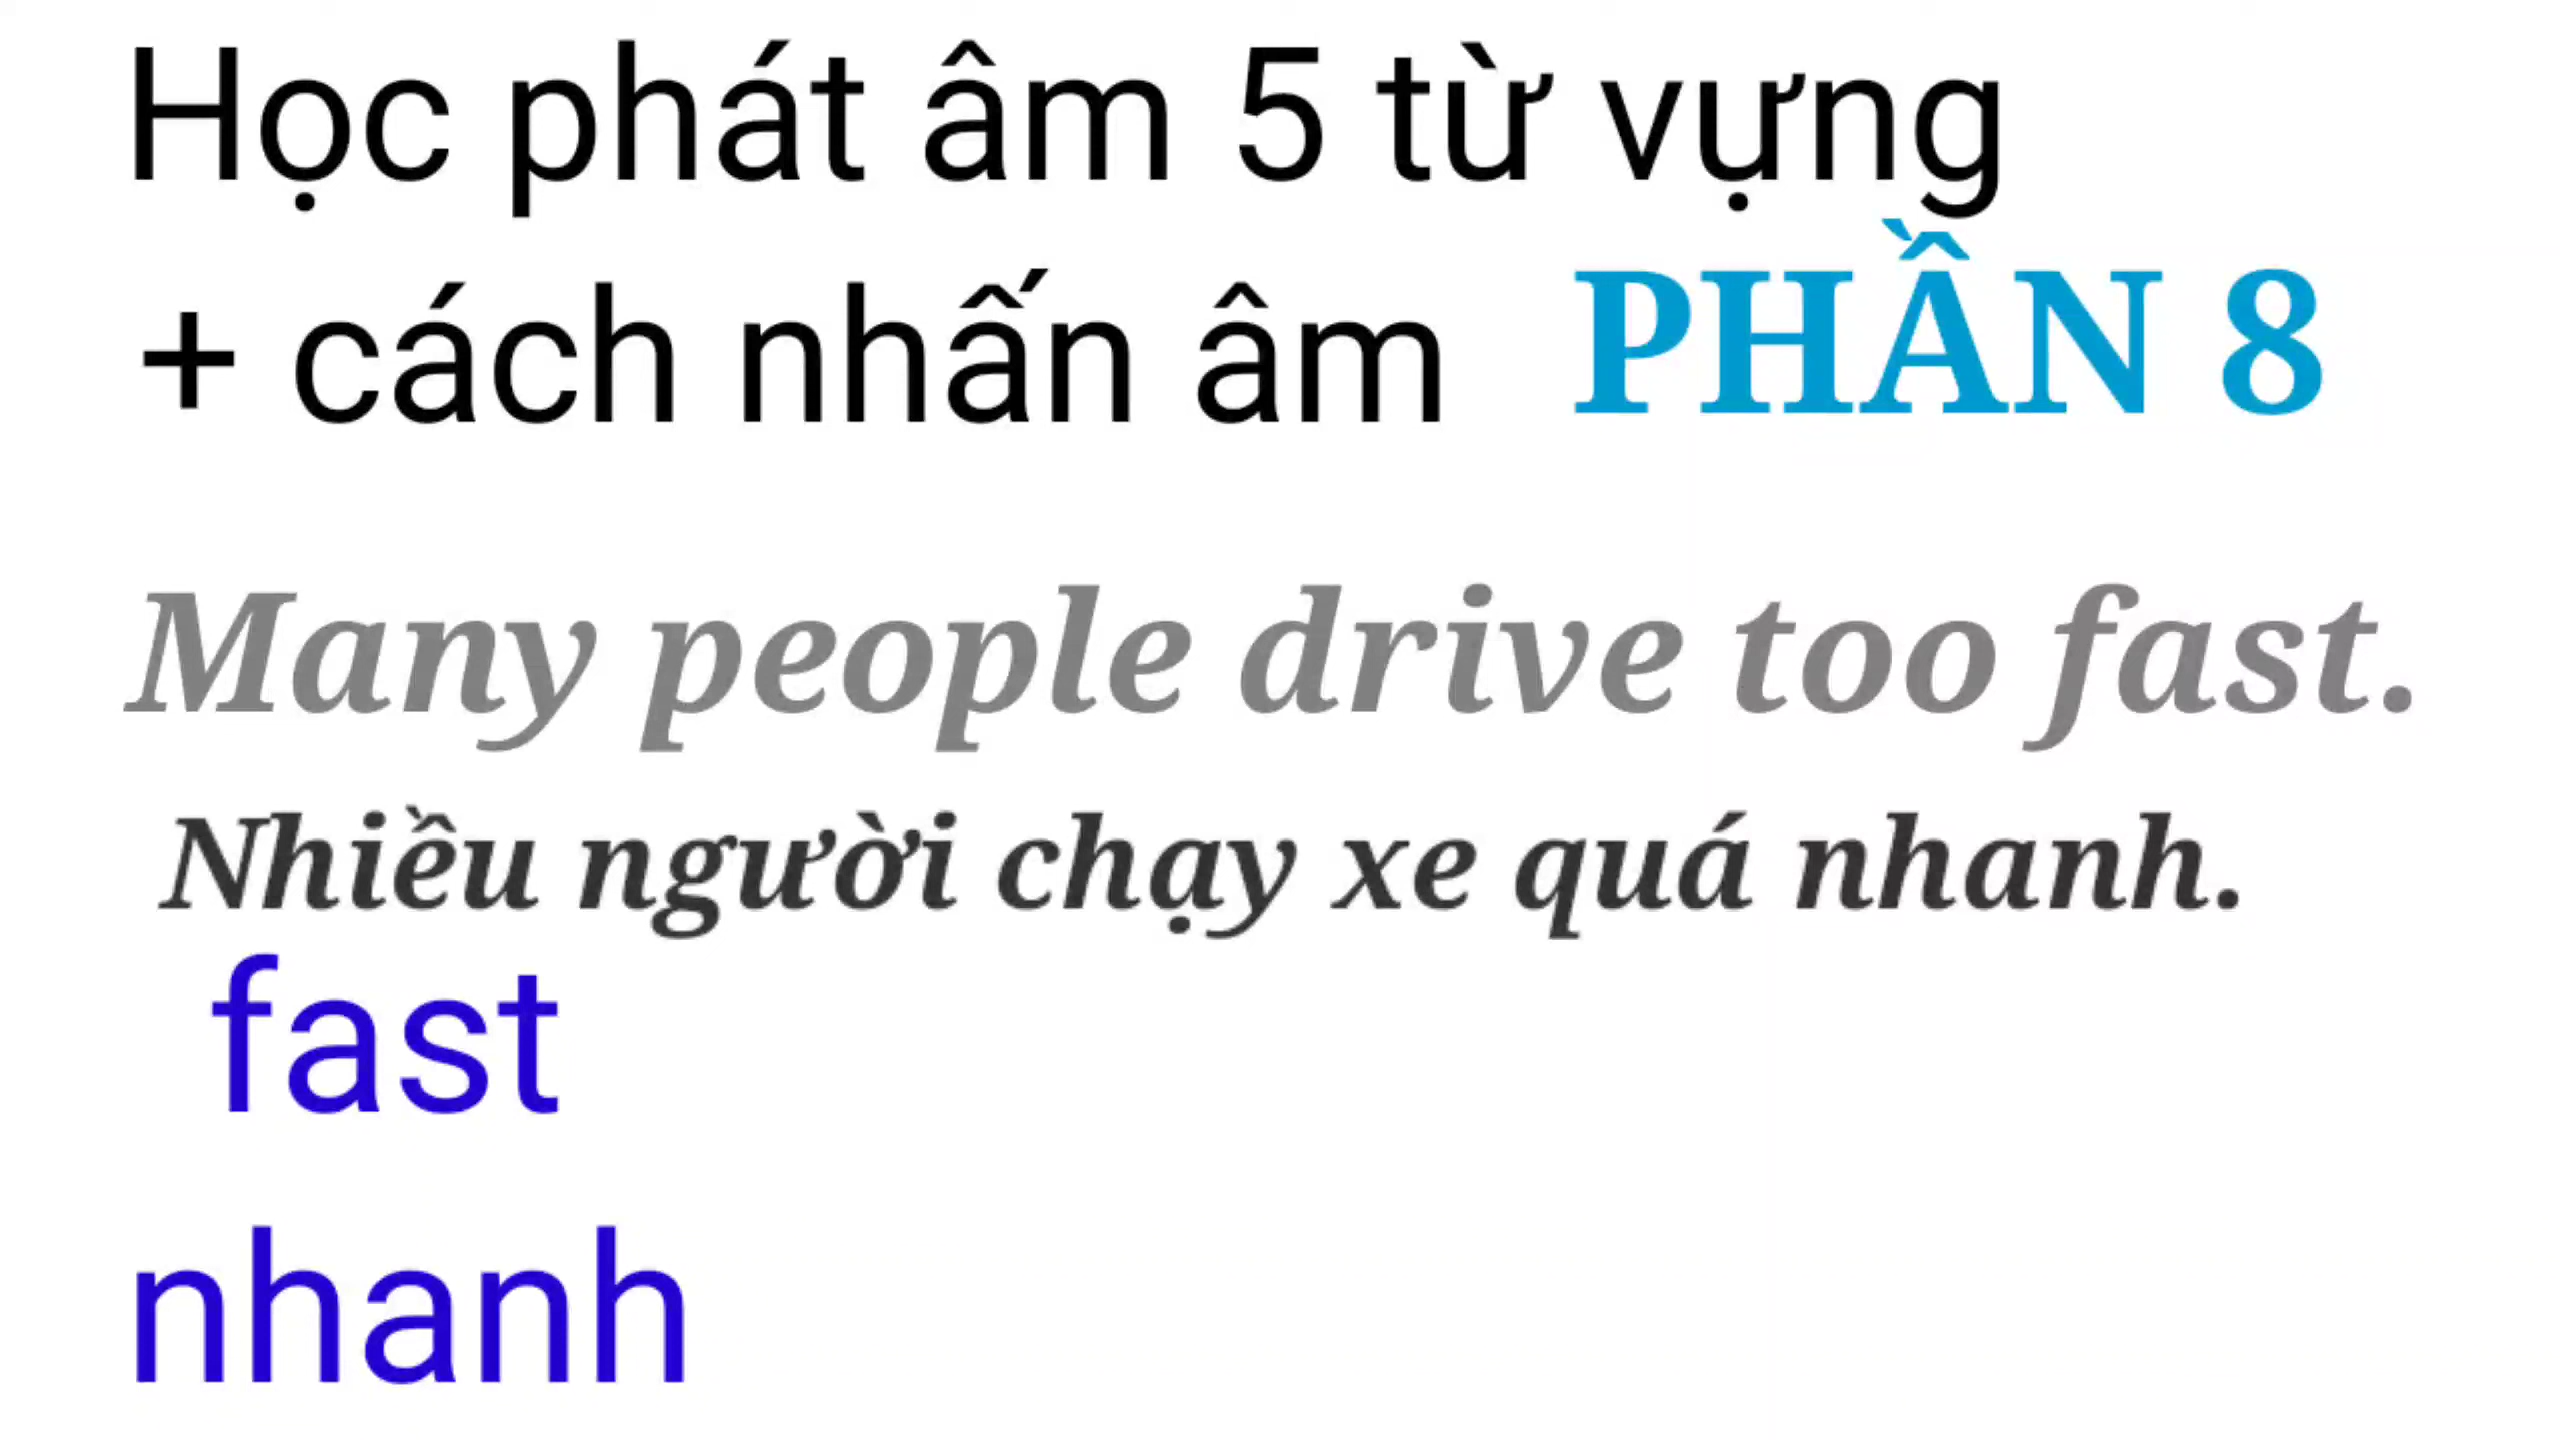 Học phát âm 5 từ vựng
+ cách nhấn âm PHẦN 8
Many people drive too fast.
Nhiều người chạy xe quá nhanh.
fast
nhanh